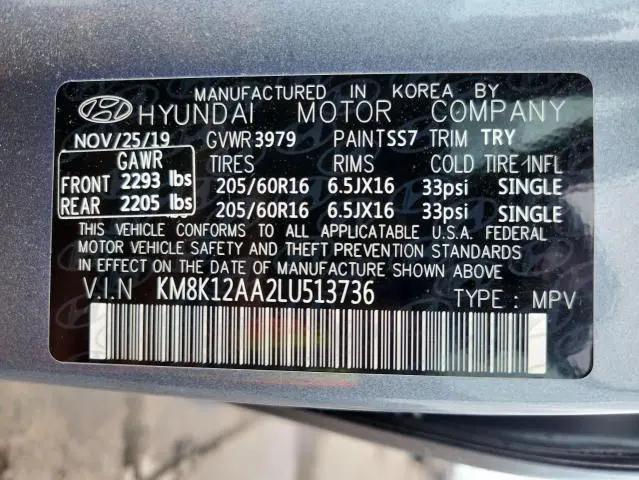 MANUFACTURED IN KOREA BY
HYUNDAI MOTOR COMPANY
NOV/25/19 GVWR 3979 PAINT SS7 TRIM TRY
GAWR TIRES RIMS COLD TIRE INFL
FRONT 2293 lbs 205/60R16 6.5JX16 33psi SINGLE
REAR 2205 lbs 205/60R16 6.5JX16 33psi SINGLE
THIS VEHICLE CONFORMS TO ALL APPLICATABLE U.S.A. FEDERAL
MOTOR VEHICLE SAFETY AND THEFT PREVENTION STANDARDS
IN EFFECT ON THE DATE OF MANUFACTURE SHOWN ABOVE
V.I.N KM8K12AA2LU513736 TYPE : MPV